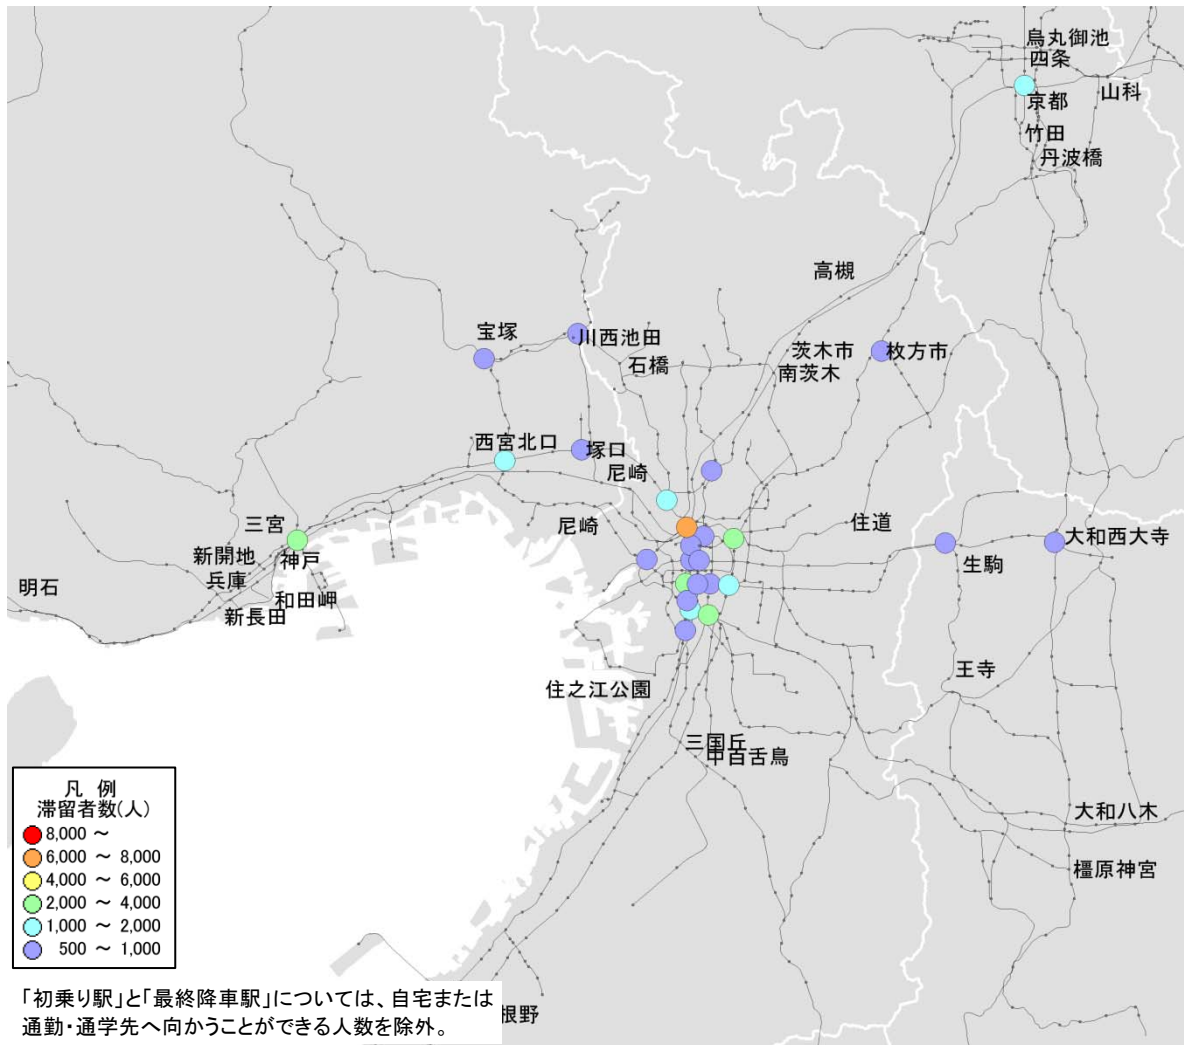 烏丸御池
四条
京都
山科
竹田
丹波橋
高槻
宝塚
川西池田
石橋
茨木市
南茨木
枚方市
西宮北口
塚口
尼崎
三宮
尼崎
住道
大和西大寺
新開地
神戸
生駒
兵庫
明石
和田岬
新長田
王寺
住之江公園
三国丘
中百舌鳥
大和八木
橿原神宮
凡 例
滞留者数(人)
8,000 ～
6,000 ～ 8,000
4,000 ～ 6,000
2,000 ～ 4,000
1,000 ～ 2,000
500 ～ 1,000
「初乗り駅」と「最終降車駅」については、自宅または
通勤・通学先へ向かうことができる人数を除外。
根野